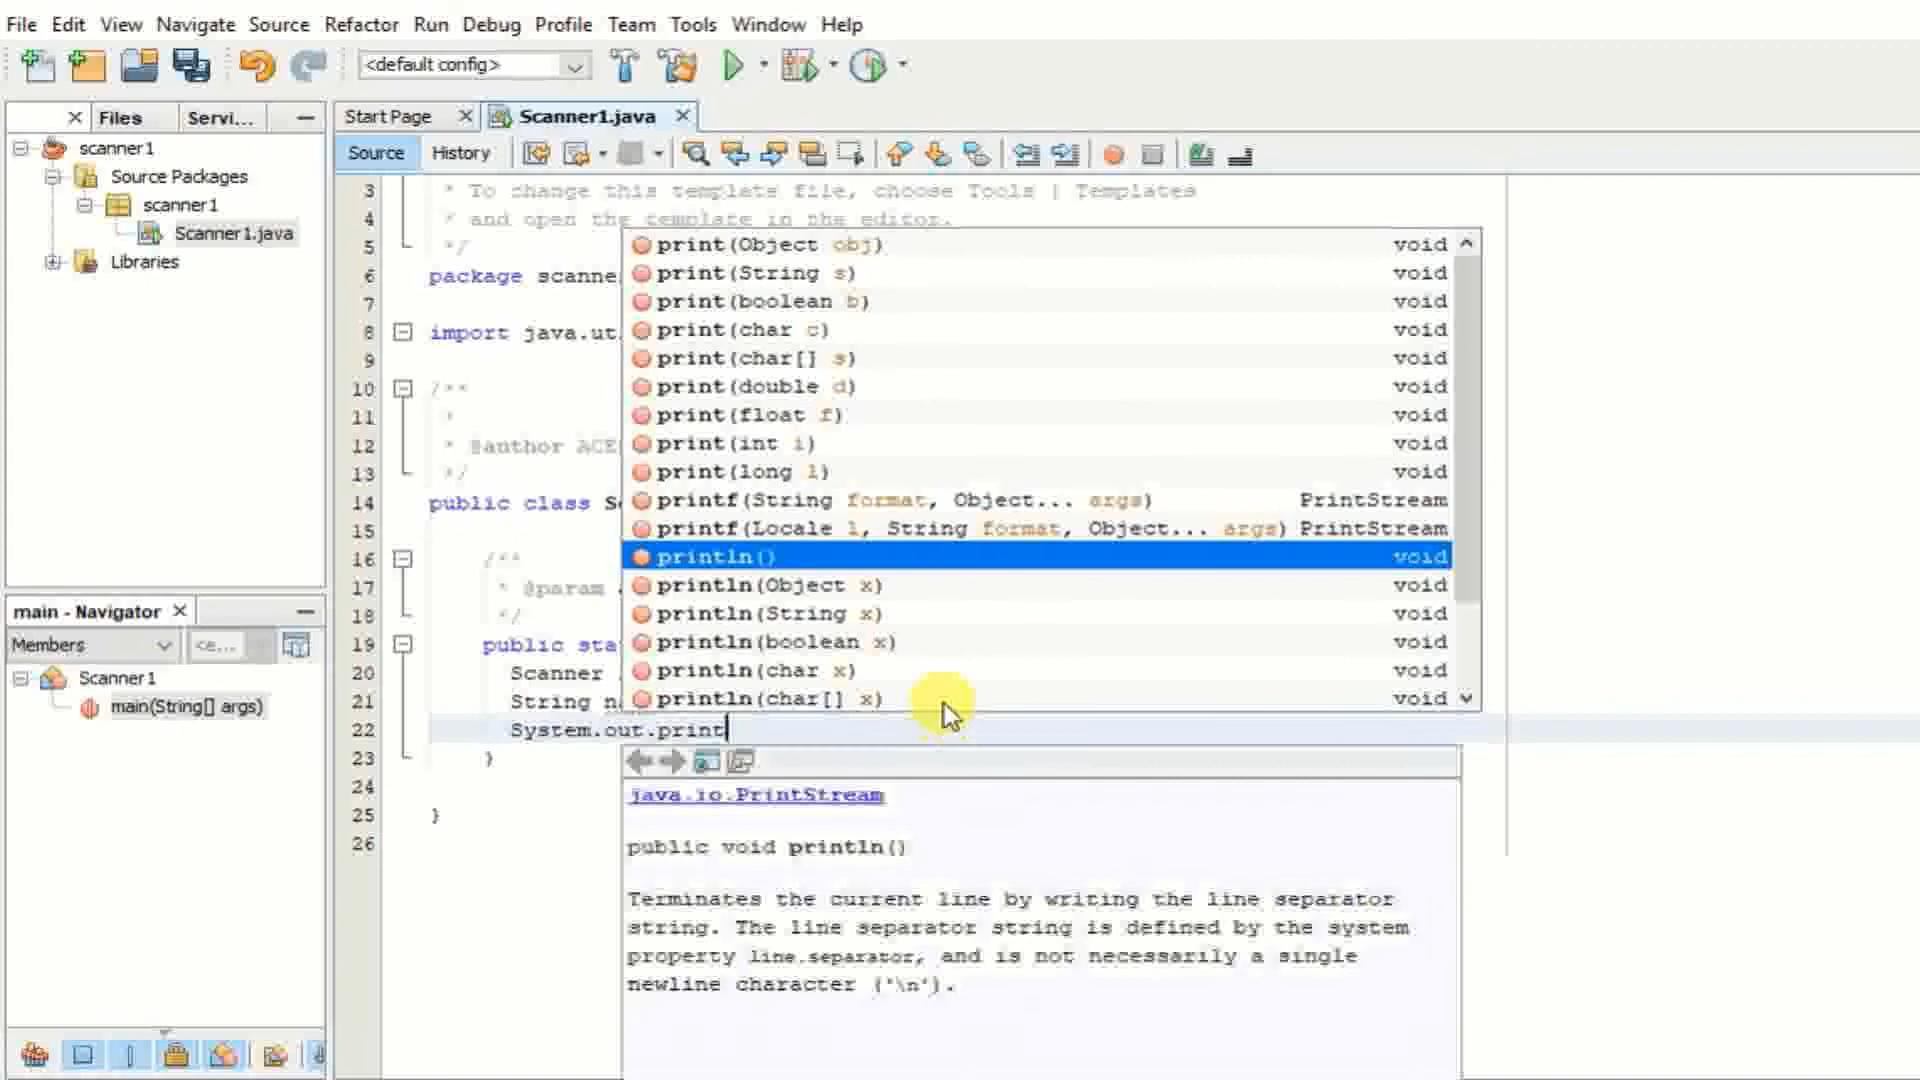 File Edit View Navigate Source Refactor Run Debug Profile Team Tools Window Help
<default config>
Files Servi...
Start Page Scanner1.java
Source History
scanner1
Source Packages
scanner1
Scanner1.java
Libraries
main - Navigator
Members <e...
Scanner1
main(String[] args)
3 * To change this template file, choose Tools | Templates
4 * and open the template in the editor.
5 */
6 package scanne
7
8 import java.ut
9
10 /**
11 *
12 * @author ACE
13 */
14 public class S
15
16 /**
17 * @param
18 */
19 public sta
20 Scanner
21 String na
22 System.out.print
23 }
24
25 }
26
print(Object obj) void
print(String s) void
print(boolean b) void
print(char c) void
print(char[] s) void
print(double d) void
print(float f) void
print(int i) void
print(long l) void
printf(String format, Object... args) PrintStream
printf(Locale l, String format, Object... args) PrintStream
println() void
println(Object x) void
println(String x) void
println(boolean x) void
println(char x) void
println(char[] x) void
java.io.PrintStream
public void println()
Terminates the current line by writing the line separator
string. The line separator string is defined by the system
property line.separator, and is not necessarily a single
newline character ('\n').